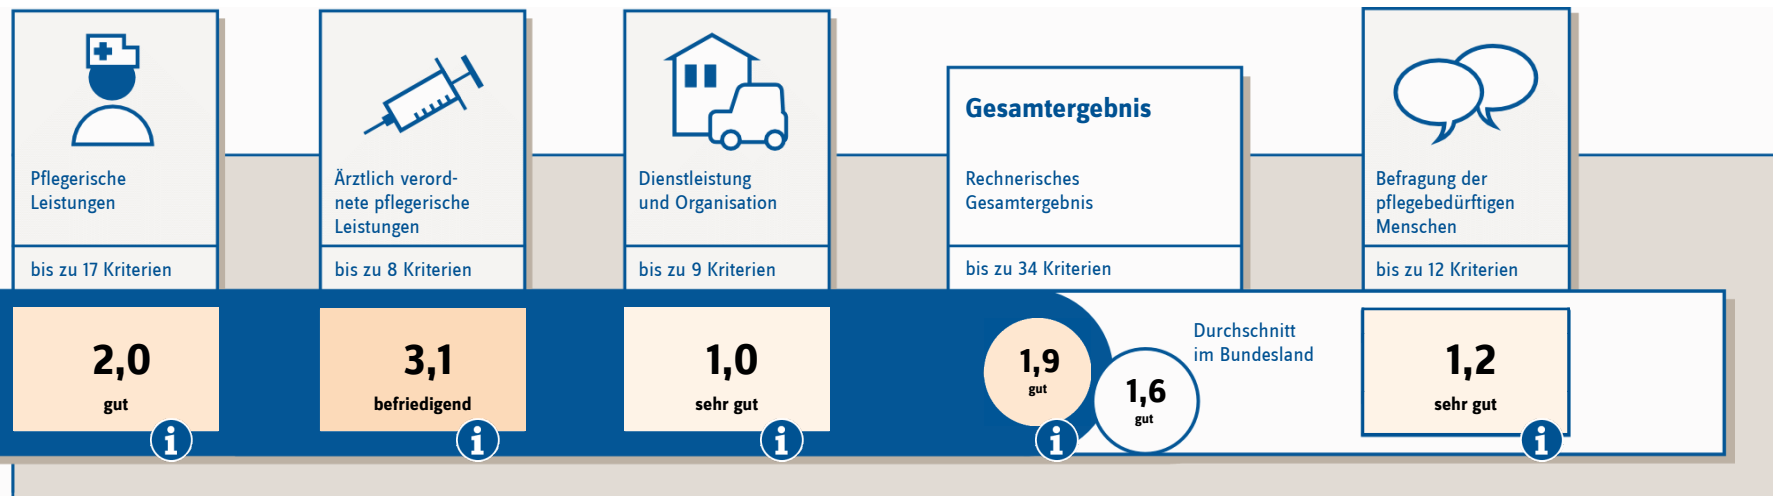 Pflegerische
Leistungen
bis zu 17 Kriterien
2,0
gut
i
Ärztlich verord-
nete pflegerische
Leistungen
bis zu 8 Kriterien
3,1
befriedigend
i
Dienstleistung
und Organisation
bis zu 9 Kriterien
1,0
sehr gut
i
Gesamtergebnis
Rechnerisches
Gesamtergebnis
bis zu 34 Kriterien
1,9
gut
i
1,6
gut
Durchschnitt
im Bundesland
Befragung der
pflegebedürftigen
Menschen
bis zu 12 Kriterien
1,2
sehr gut
i